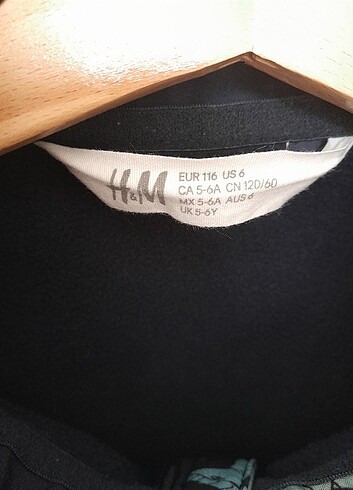 H&M
EUR 116 US 6
CA 5-6A CN 120/60
MX 5-6A AUS 6
UK 5-6Y